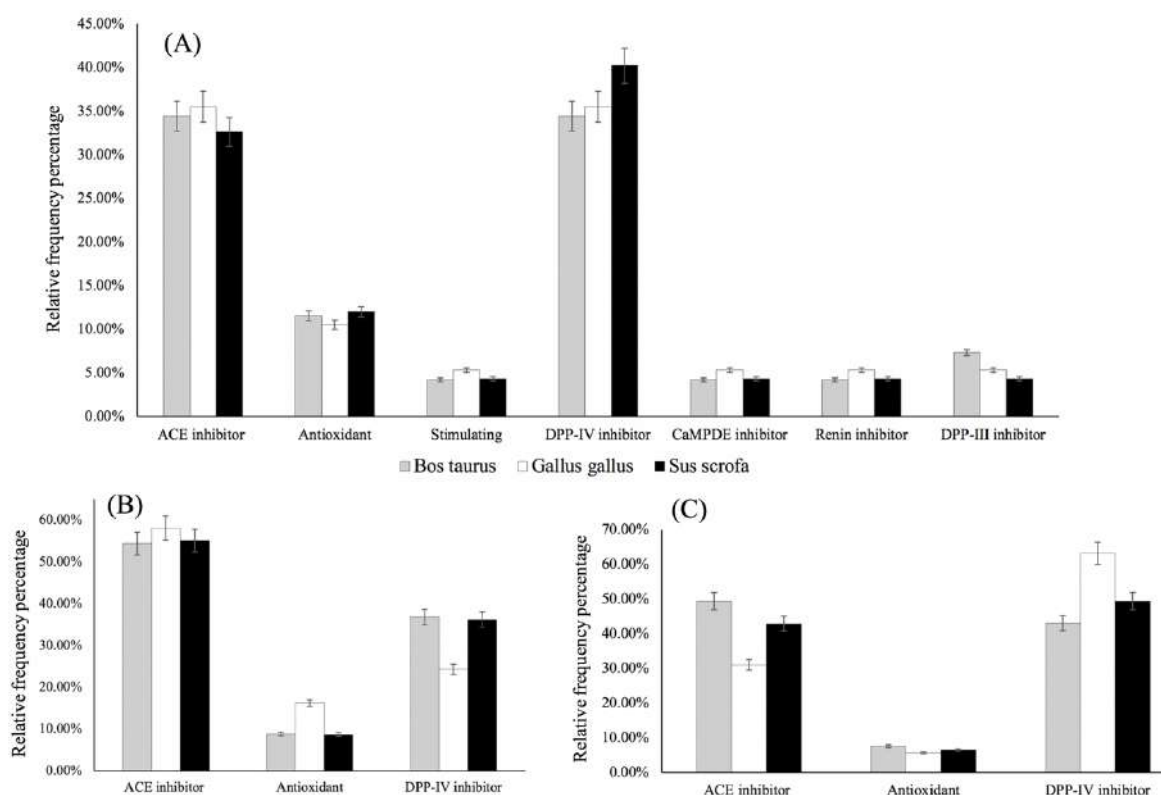 (A)
Relative frequency percentage
45.00%
40.00%
35.00%
30.00%
25.00%
20.00%
15.00%
10.00%
5.00%
0.00%
ACE inhibitor Antioxidant Stimulating DPP-IV inhibitor CaMPDE inhibitor Renin inhibitor DPP-III inhibitor
Bos taurus Gallus gallus Sus scrofa
(B)
Relative frequency percentage
60.00%
50.00%
40.00%
30.00%
20.00%
10.00%
0.00%
ACE inhibitor Antioxidant DPP-IV inhibitor
(C)
Relative frequency percentage
70.00%
60.00%
50.00%
40.00%
30.00%
20.00%
10.00%
0.00%
ACE inhibitor Antioxidant DPP-IV inhibitor